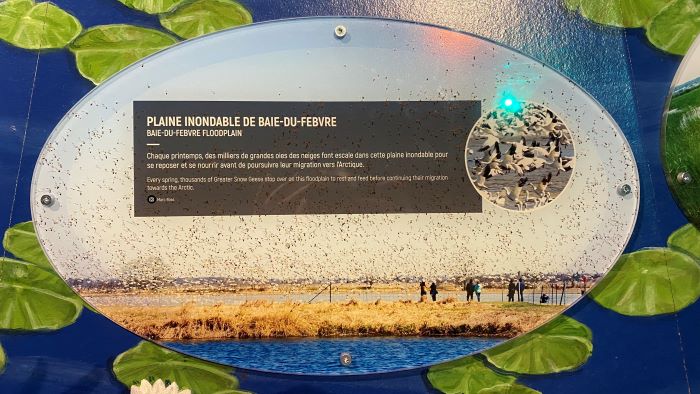 PLAINE INONDABLE DE BAIE-DU-FEBVRE
BAIE-DU-FEBVRE FLOODPLAIN
Chaque printemps, des milliers de grandes oies des neiges font escale dans cette plaine inondable pour
se reposer et se nourrir avant de poursuivre leur migration vers l'Arctique.
Every spring, thousands of Greater Snow Geese stop over on this floodplain to rest and feed before continuing their migration
towards the Arctic.